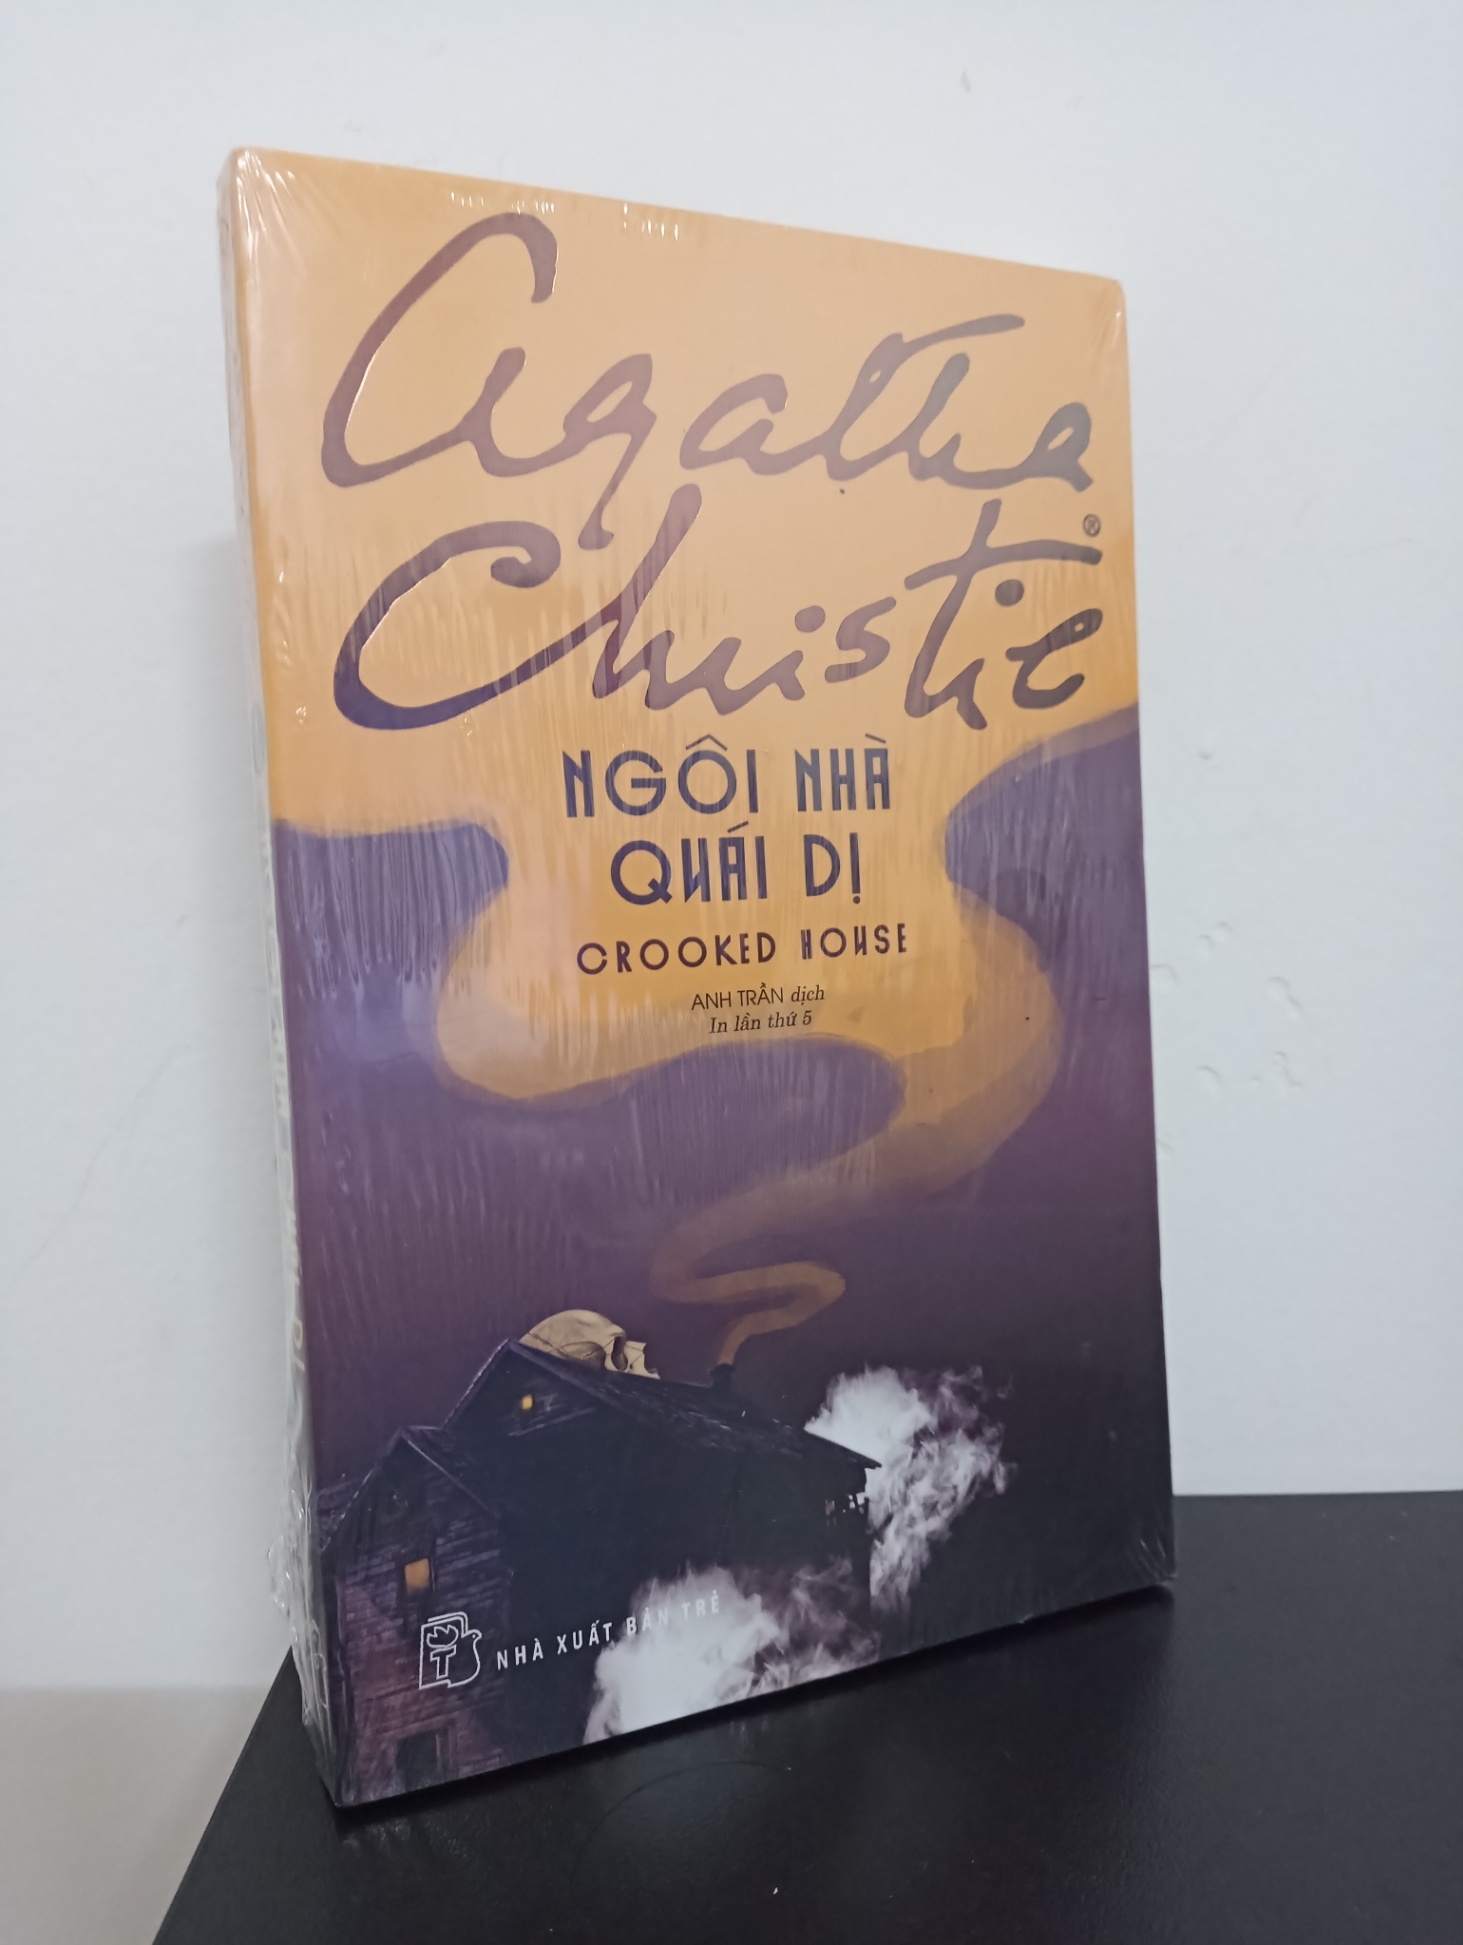 Agatha
Christie®
NGÔI NHÀ
QUÁI DỊ
CROOKED HOUSE
ANH TRẦN dịch
In lần thứ 5
NHÀ XUẤT BẢN TRẺ